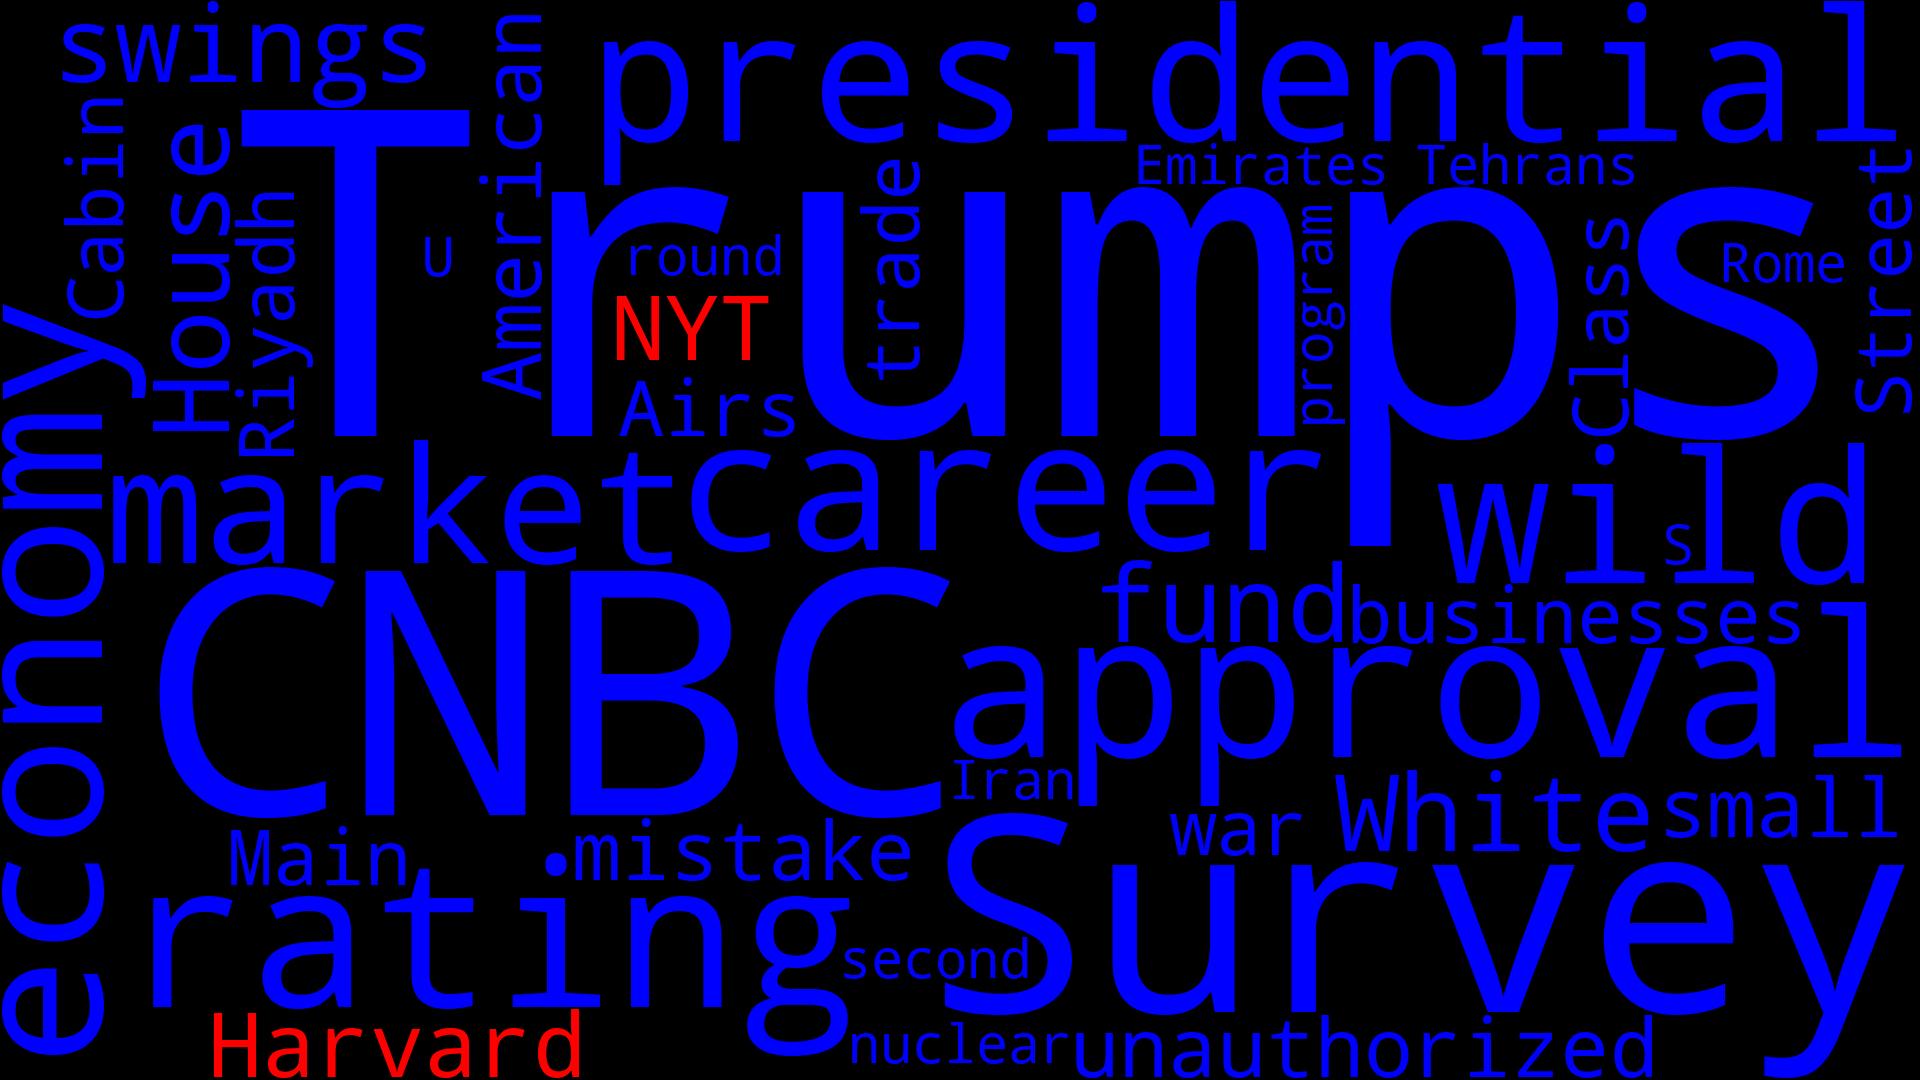 swings
presidential
Cabin
House
Trumps
American
Emirates
Tehrans
Street
Riyadh
U
round
trade
program
Class
Rome
NYT
Airs
economy
market
career
wild
S
CNBC
fund
businesses
approval
Iran
war
White
small
Main
mistake
rating
Survey
second
Harvard
nuclear
unauthorized